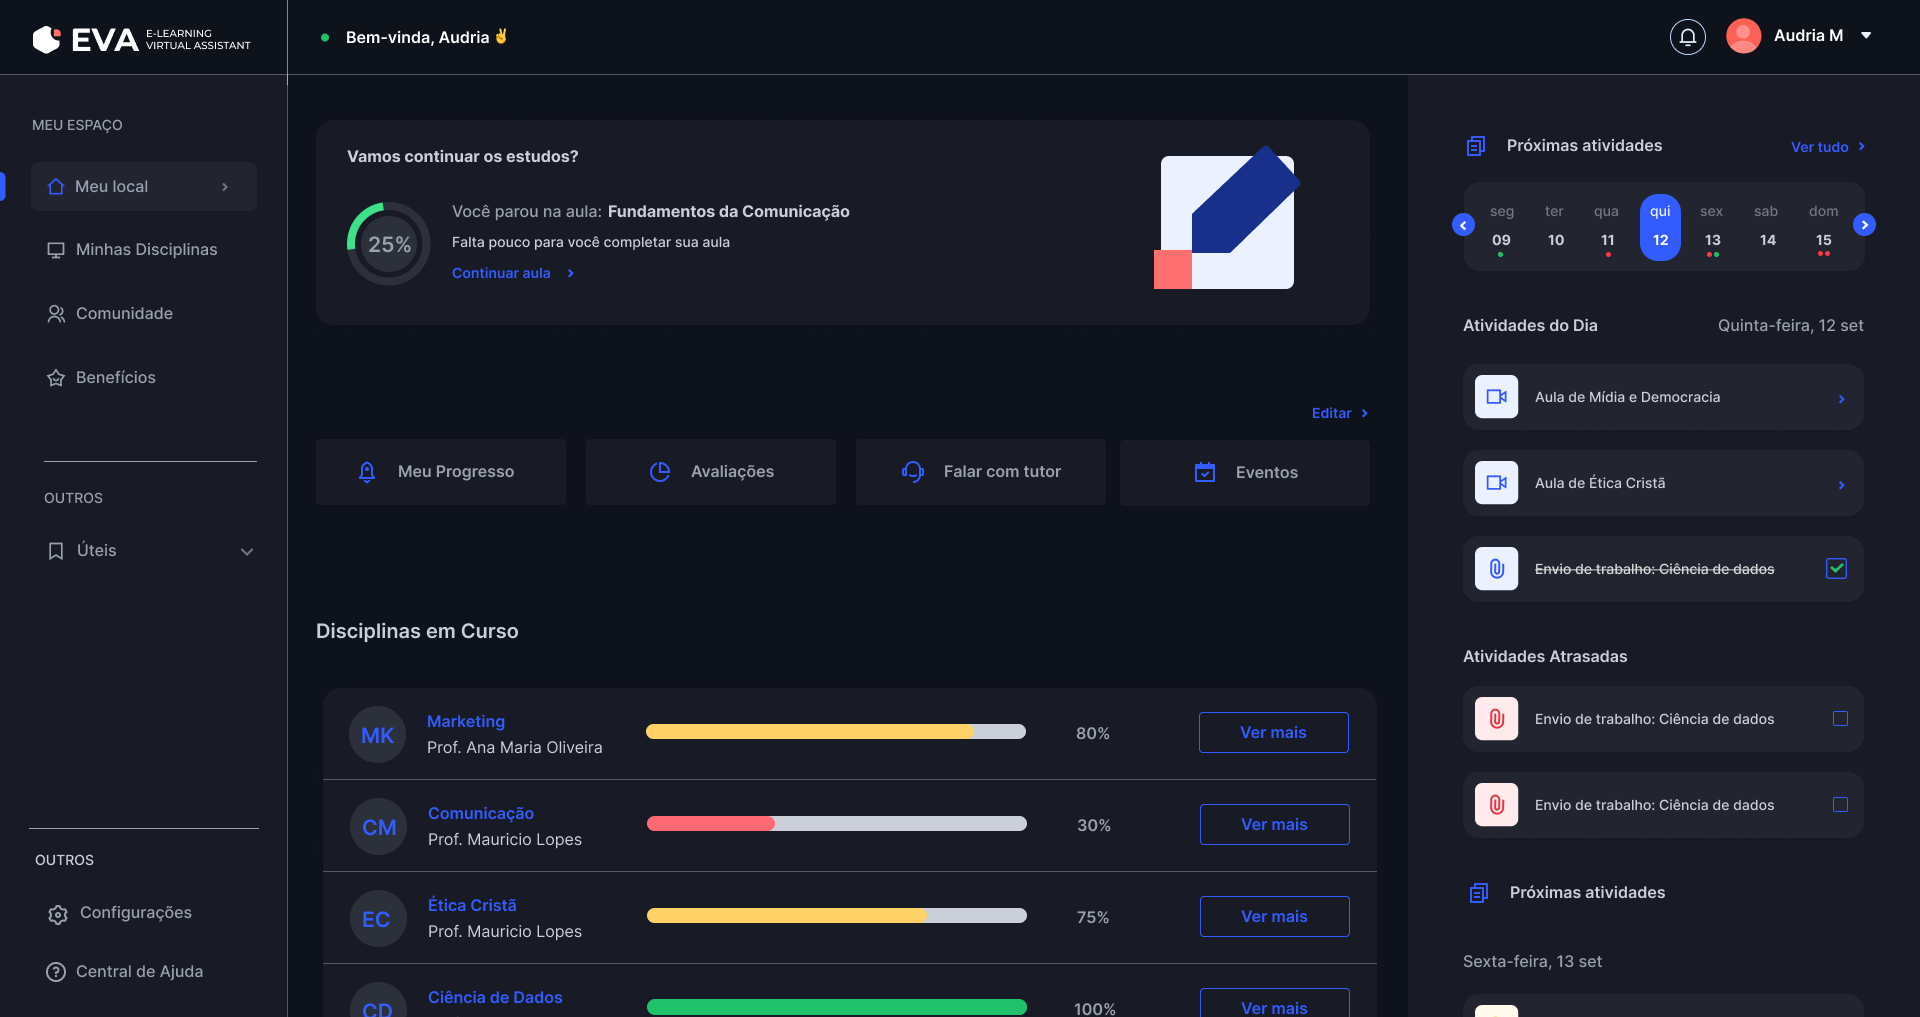 EVA E-LEARNING VIRTUAL ASSISTANT
Bem-vinda, Audria ✌
Audria M
MEU ESPAÇO
Meu local
Minhas Disciplinas
Comunidade
Benefícios
OUTROS
Úteis
OUTROS
Configurações
Central de Ajuda
Vamos continuar os estudos?
25%
Você parou na aula: Fundamentos da Comunicação
Falta pouco para você completar sua aula
Continuar aula
Editar
Meu Progresso
Avaliações
Falar com tutor
Eventos
Disciplinas em Curso
MK
Marketing
Prof. Ana Maria Oliveira
80%
Ver mais
CM
Comunicação
Prof. Mauricio Lopes
30%
Ver mais
EC
Ética Cristã
Prof. Mauricio Lopes
75%
Ver mais
CD
Ciência de Dados
100%
Ver mais
Próximas atividades
Ver tudo
seg ter qua qui sex sab dom
09 10 11 12 13 14 15
Atividades do Dia
Quinta-feira, 12 set
Aula de Mídia e Democracia
Aula de Ética Cristã
Envio de trabalho: Ciência de dados
Atividades Atrasadas
Envio de trabalho: Ciência de dados
Envio de trabalho: Ciência de dados
Próximas atividades
Sexta-feira, 13 set